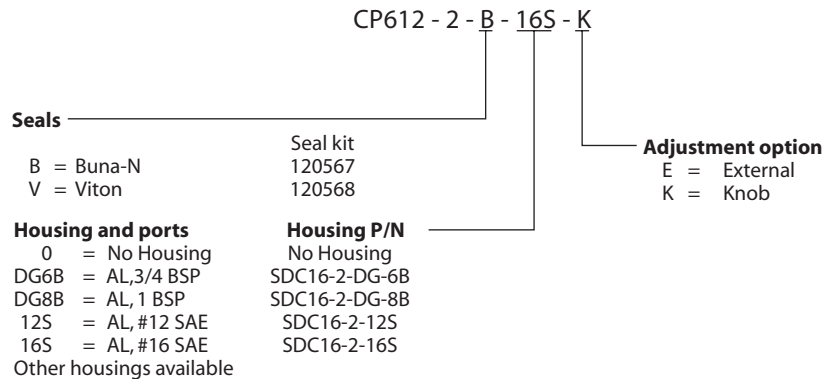 CP612 - 2 - B - 16S - K
Seals
Seal kit
B = Buna-N 120567
V = Viton 120568
Adjustment option
E = External
K = Knob
Housing and ports Housing P/N
0 = No Housing No Housing
DG6B = AL,3/4 BSP SDC16-2-DG-6B
DG8B = AL, 1 BSP SDC16-2-DG-8B
12S = AL, #12 SAE SDC16-2-12S
16S = AL, #16 SAE SDC16-2-16S
Other housings available